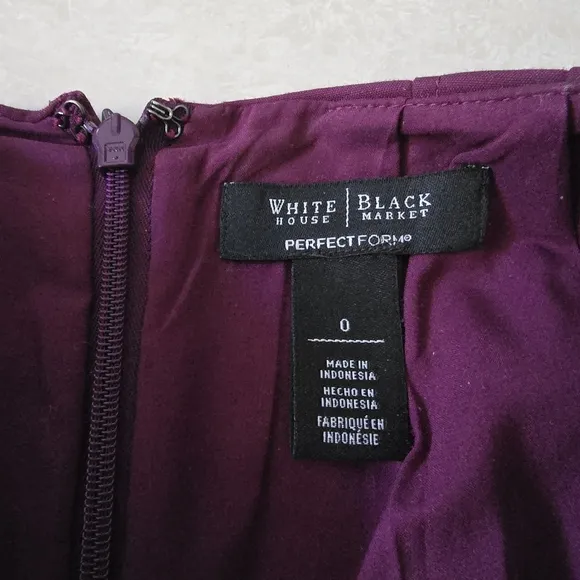 WHITE | BLACK
HOUSE | MARKET
PERFECTFORM®
0
MADE IN
INDONESIA
HECHO EN
INDONESIA
FABRIQUÉ EN
INDONÉSIE